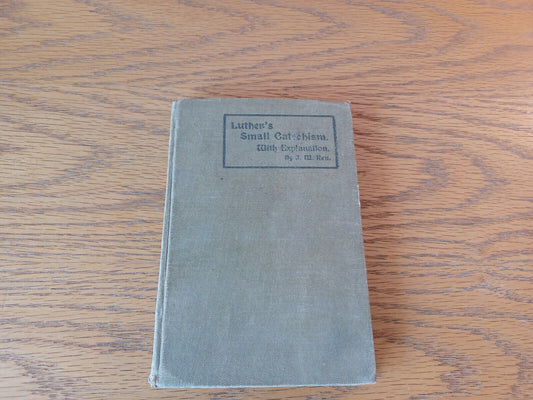 Luther's
Small Catechism.
With Explanation.
By J. M. Reu.